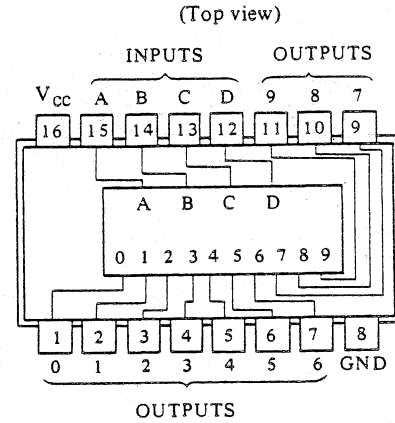 (Top view)
INPUTS OUTPUTS
VCC A B C D 9 8 7
16 15 14 13 12 11 10 9
A B C D
0 1 2 3 4 5 6 7 8 9
1 2 3 4 5 6 7 8
0 1 2 3 4 5 6 GND
OUTPUTS